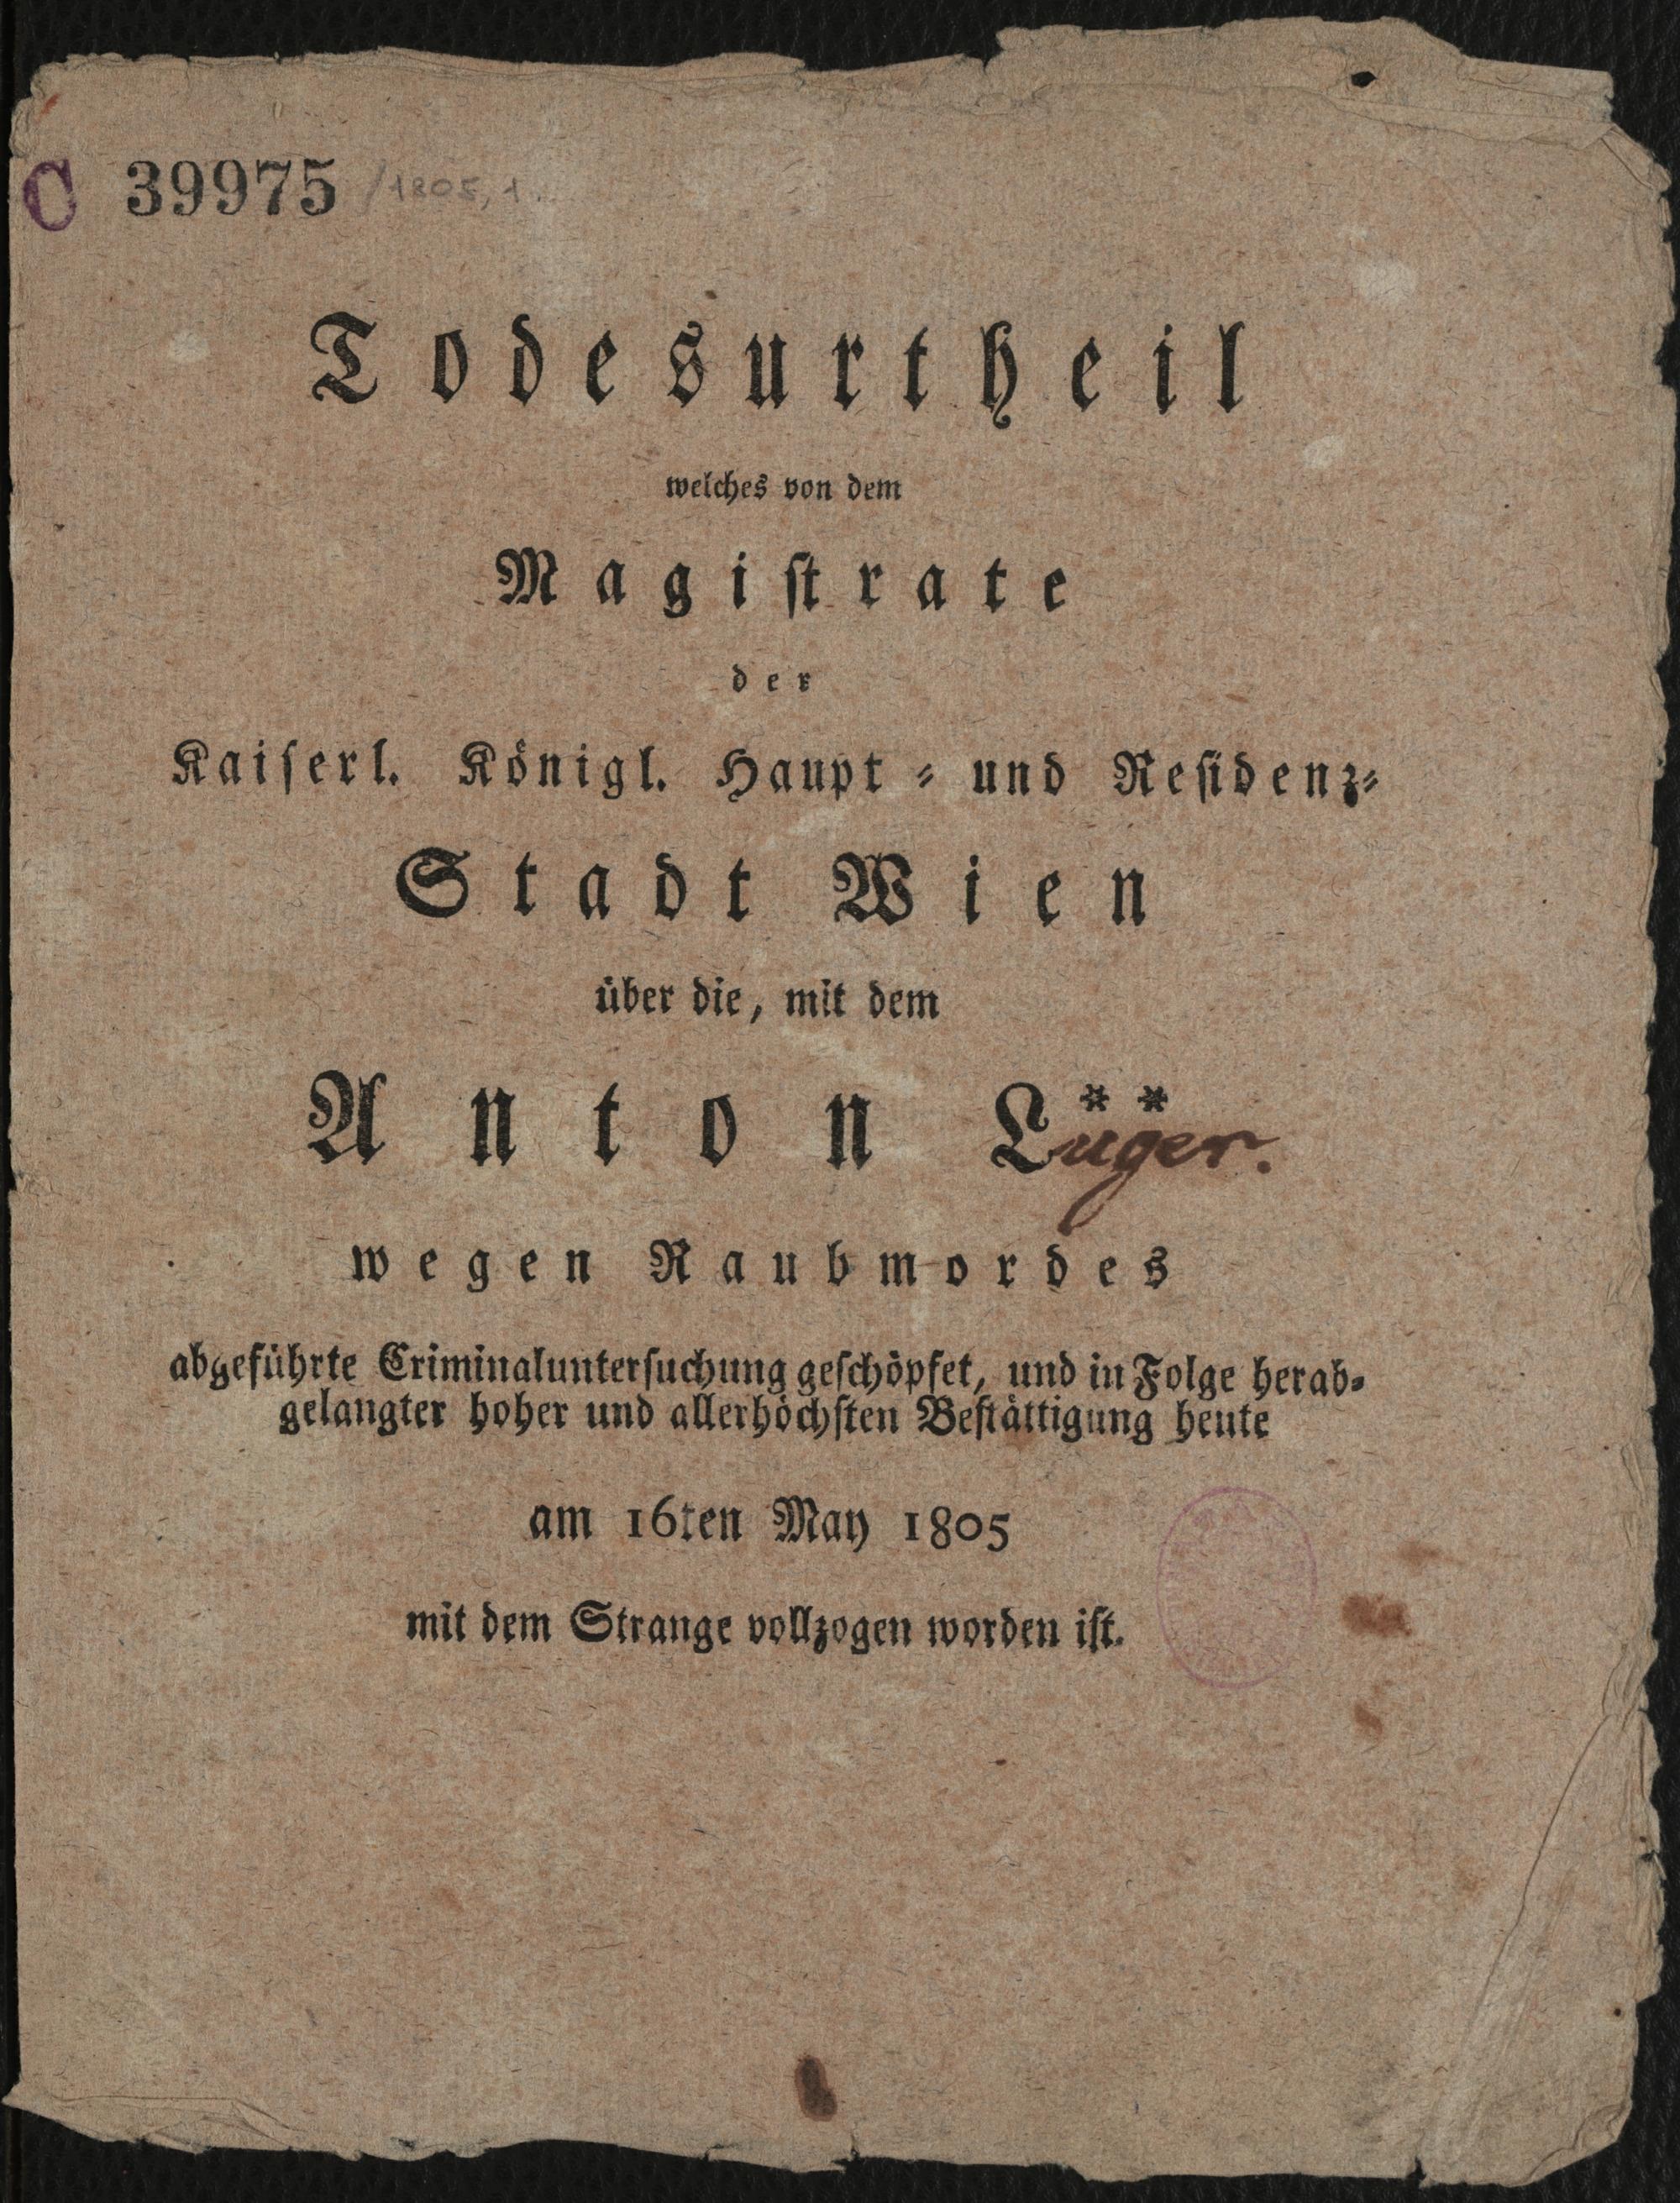 C 39975 /1805,1
Todesurtheil
welches von dem
Magiſtrate
der
Kaiſerl. Königl. Haupt- und Reſidenz-
Stadt Wien
über die, mit dem
Anton L**uger.
wegen Raubmordes
abgeführte Criminalunterſuchung geſchöpfet, und in Folge herab-
gelangter hoher und allerhöchſten Beſtättigung heute
am 16ten May 1805
mit dem Strange vollzogen worden iſt.